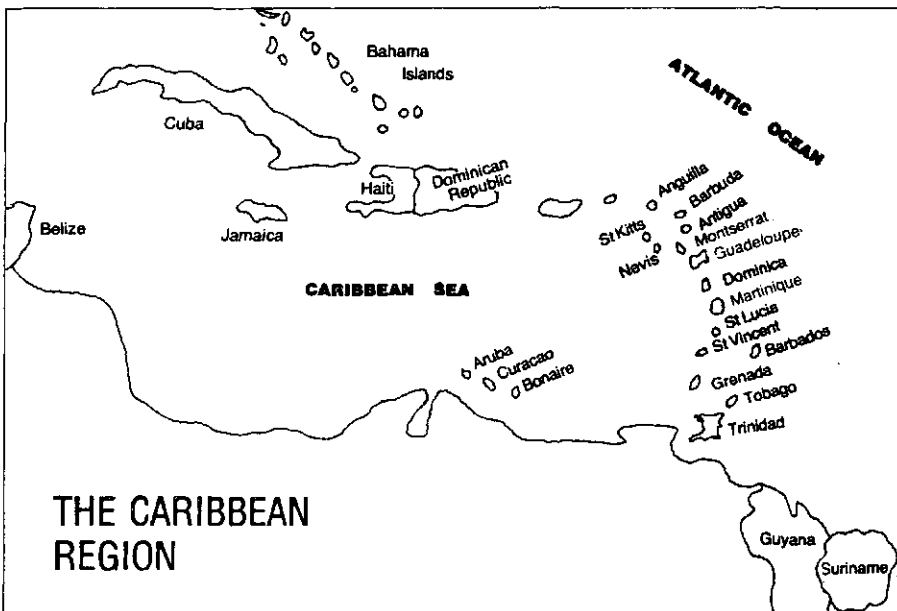 Bahama
Islands
ATLANTIC OCEAN
Cuba
Haiti
Dominican
Republic
Jamaica
Belize
Anguilla
Barbuda
St Kitts
Antigua
Nevis
Montserrat
Guadeloupe
CARIBBEAN SEA
Dominica
Martinique
St Lucia
St Vincent
Barbados
Aruba
Curacao
Bonaire
Grenada
Tobago
Trinidad
THE CARIBBEAN
REGION
Guyana
Suriname